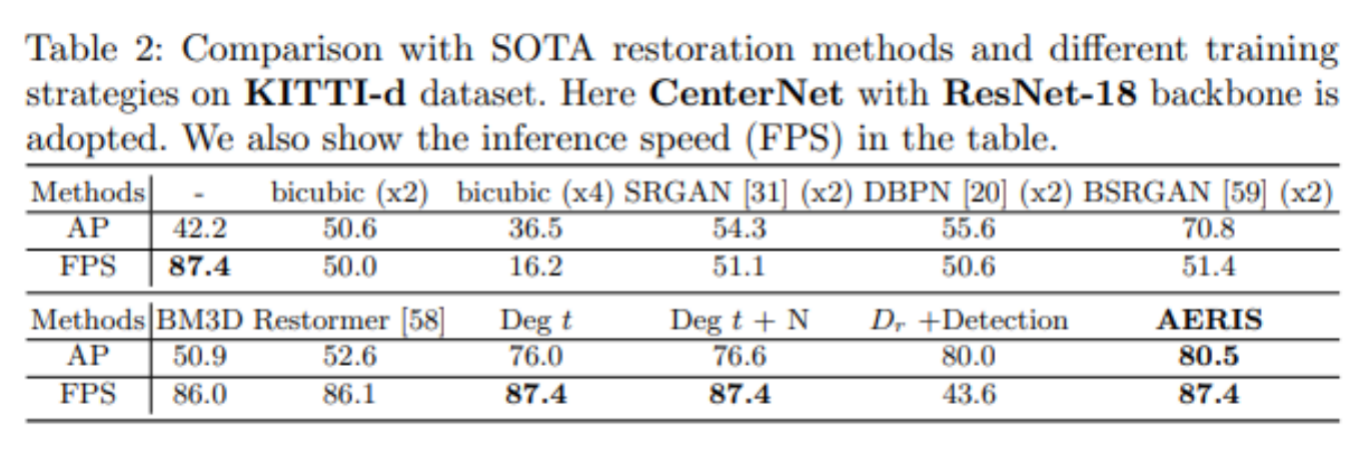 Table 2: Comparison with SOTA restoration methods and different training
strategies on KITTI-d dataset. Here CenterNet with ResNet-18 backbone is
adopted. We also show the inference speed (FPS) in the table.
Methods - bicubic (x2) bicubic (x4) SRGAN [31] (x2) DBPN [20] (x2) BSRGAN [59] (x2)
AP 42.2 50.6 36.5 54.3 55.6 70.8
FPS 87.4 50.0 16.2 51.1 50.6 51.4
Methods BM3D Restormer [58] Deg t Deg t + N D_r +Detection AERIS
AP 50.9 52.6 76.0 76.6 80.0 80.5
FPS 86.0 86.1 87.4 87.4 43.6 87.4